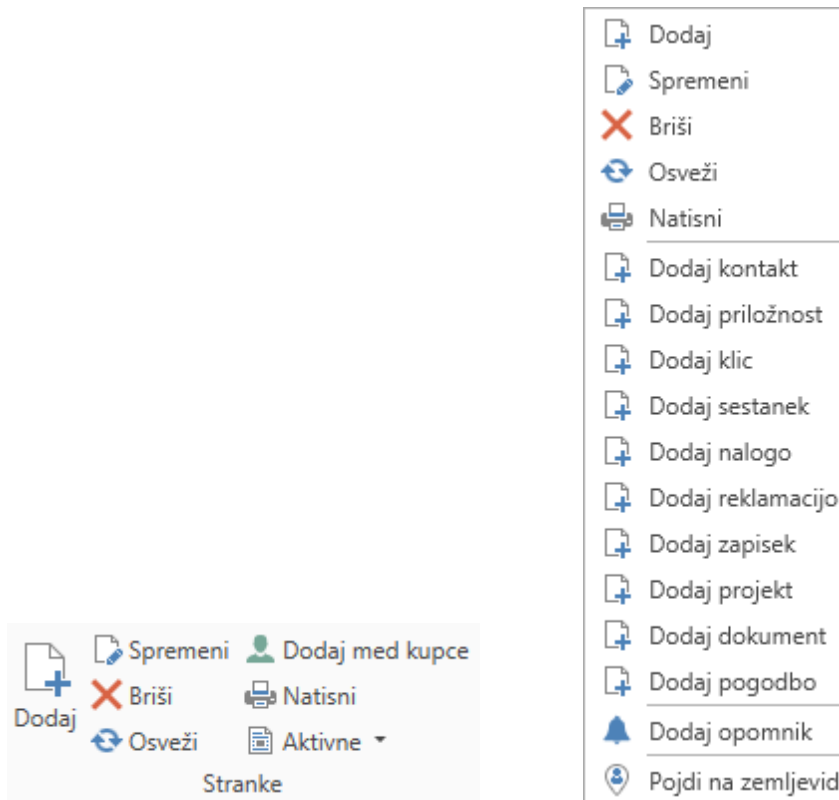 Dodaj
Spremeni
Briši
Osveži
Natisni
Dodaj kontakt
Dodaj priložnost
Dodaj klic
Dodaj sestanek
Dodaj nalogo
Dodaj reklamacijo
Dodaj zapisek
Dodaj projekt
Dodaj dokument
Dodaj pogodbo
Dodaj opomnik
Pojdi na zemljevid
Dodaj
Spremeni
Briši
Osveži
Dodaj med kupce
Natisni
Aktivne
Stranke